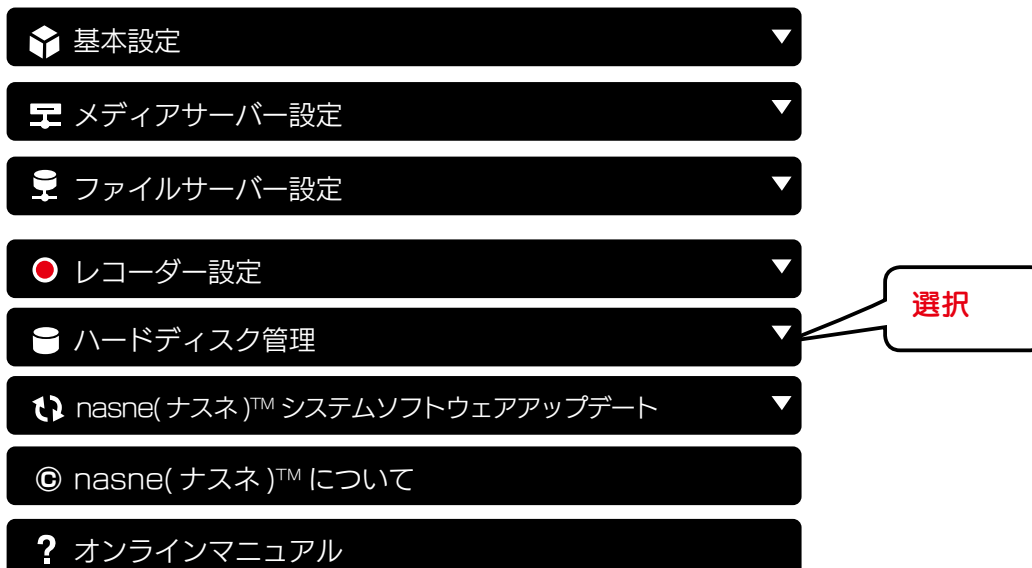 基本設定
メディアサーバー設定
ファイルサーバー設定
レコーダー設定
選択
ハードディスク管理
nasne(ナスネ)™ システムソフトウェアアップデート
© nasne(ナスネ)™ について
? オンラインマニュアル